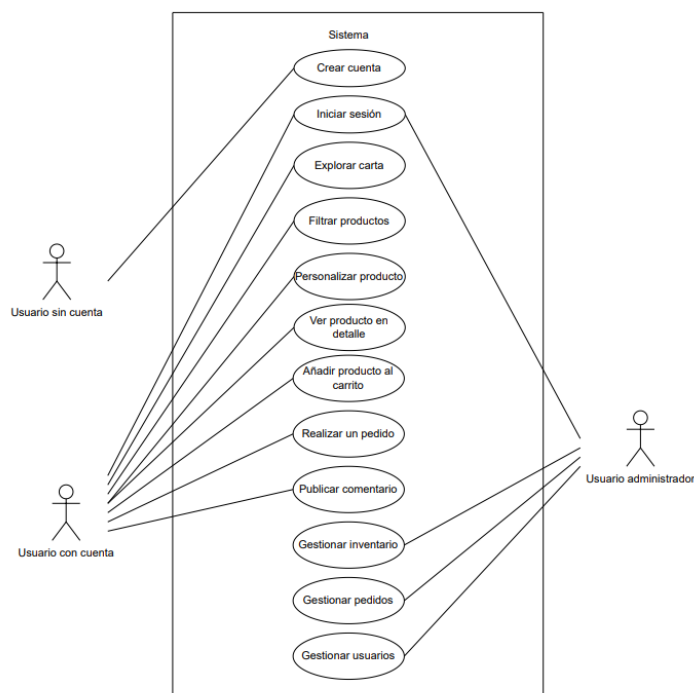 Sistema
Crear cuenta
Iniciar sesión
Explorar carta
Filtrar productos
Usuario sin cuenta
Personalizar producto
Ver producto en
detalle
Añadir producto al
carrito
Realizar un pedido
Usuario administrador
Publicar comentario
Usuario con cuenta
Gestionar inventario
Gestionar pedidos
Gestionar usuarios